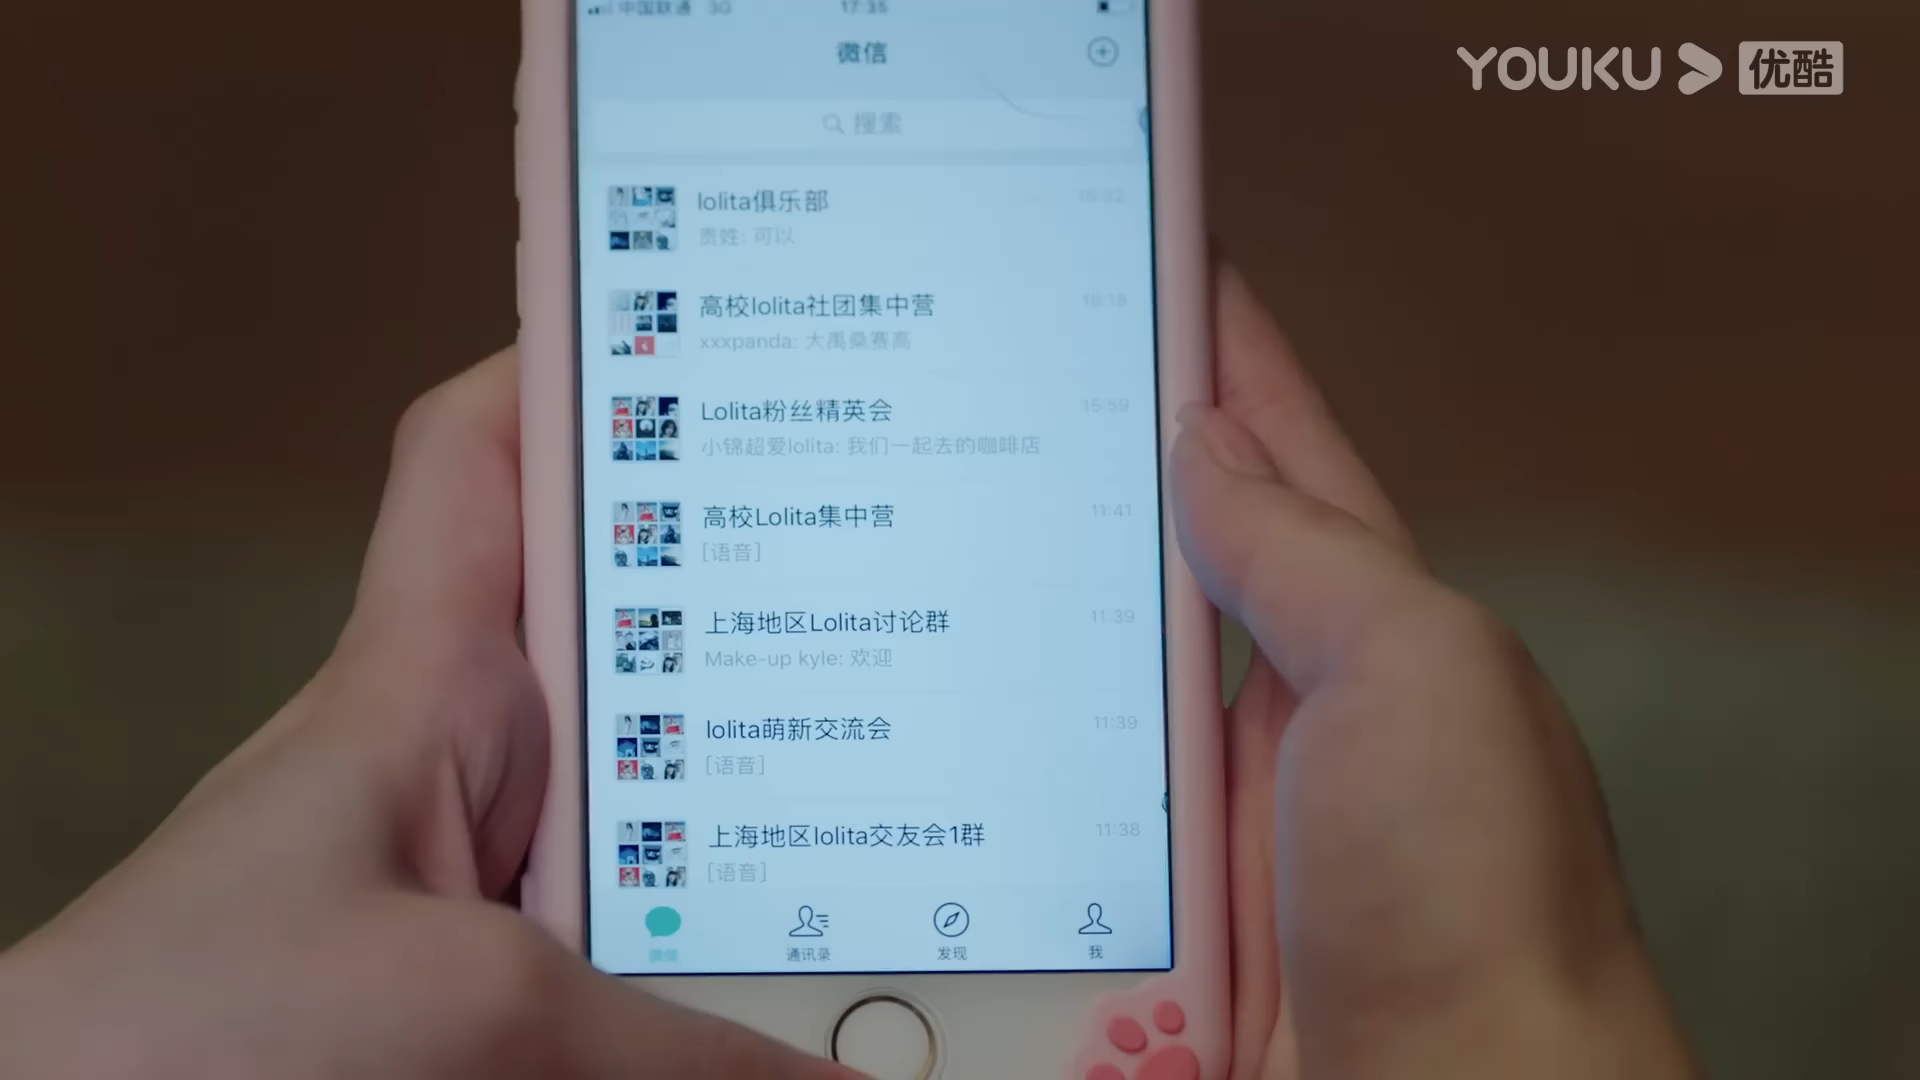 中国联通 3G 17:35
YOUKU 优酷
微信
搜索
lolita俱乐部
贵姓: 可以
高校lolita社团集中营 16:18
xxxpanda: 大禹桑赛高
Lolita粉丝精英会 15:59
小锦超爱lolita: 我们一起去的咖啡店
高校Lolita集中营 11:41
[语音]
上海地区Lolita讨论群 11:39
Make-up kyle: 欢迎
lolita萌新交流会 11:39
[语音]
上海地区lolita交友会1群 11:38
[语音]
微信 通讯录 发现 我